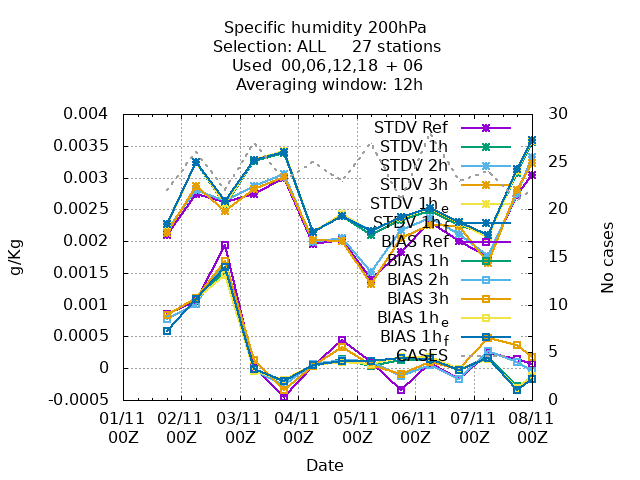 Specific humidity 200hPa
Selection: ALL 27 stations
Used 00,06,12,18 + 06
Averaging window: 12h
0.004
0.0035
0.003
0.0025
0.002
0.0015
0.001
0.0005
0
-0.0005
g/Kg
STDV Ref
STDV 1h
STDV 2h
STDV 3h
STDV 1he
STDV 1hf
BIAS Ref
BIAS 1h
BIAS 2h
BIAS 3h
BIAS 1he
BIAS 1hf
CASES
30
25
20
15
10
5
0
No cases
01/11 02/11 03/11 04/11 05/11 06/11 07/11 08/11
00Z 00Z 00Z 00Z 00Z 00Z 00Z 00Z
Date